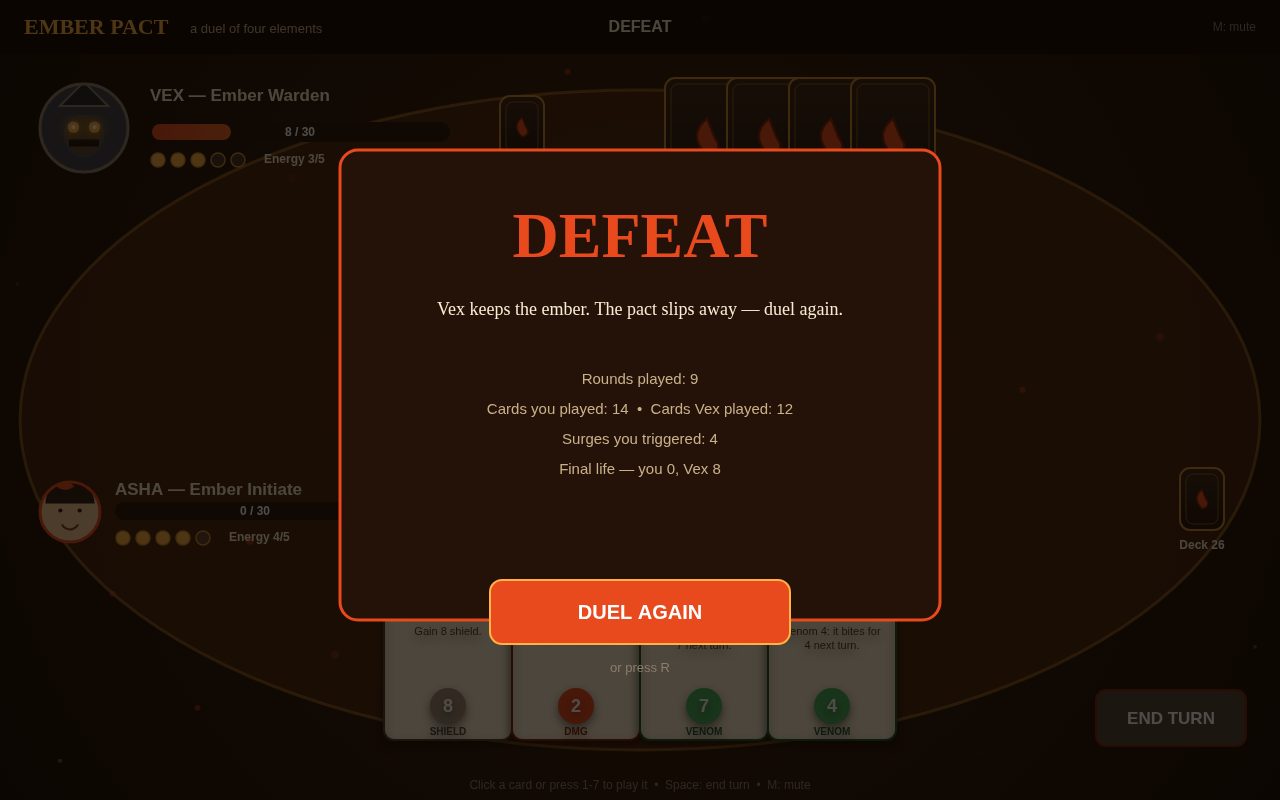 EMBER PACT a duel of four elements DEFEAT M: mute
VEX — Ember Warden
8 / 30
Energy 3/5
DEFEAT
Vex keeps the ember. The pact slips away — duel again.
Rounds played: 9
Cards you played: 14 • Cards Vex played: 12
Surges you triggered: 4
Final life — you 0, Vex 8
ASHA — Ember Initiate
0 / 30
Energy 4/5
Deck 26
DUEL AGAIN
or press R
Gain 8 shield.
it bites for
4 next turn.
8 2 7 4
SHIELD DMG VENOM VENOM
END TURN
Click a card or press 1-7 to play it • Space: end turn • M: mute